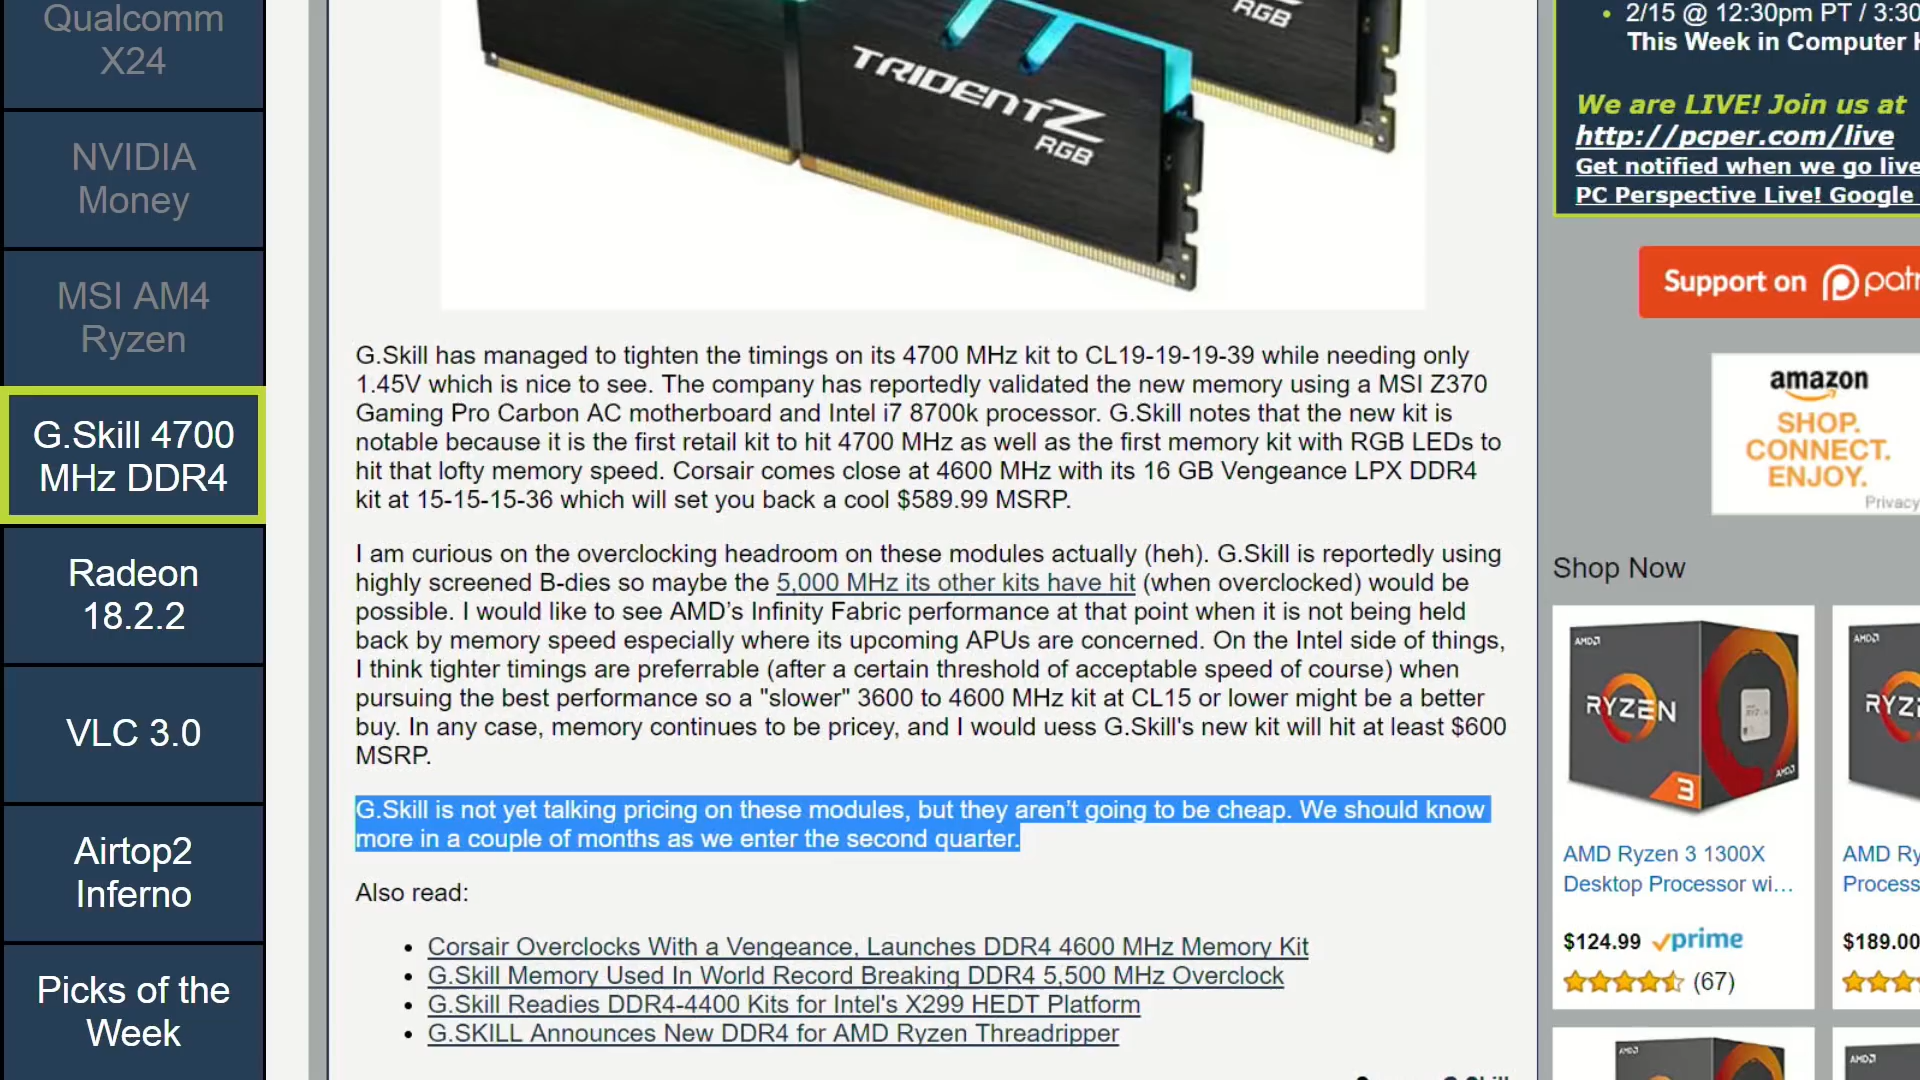 Qualcomm
X24
NVIDIA
Money
MSI AM4
Ryzen
G.Skill 4700
MHz DDR4
Radeon
18.2.2
VLC 3.0
Airtop2
Inferno
Picks of the
Week
RGB
TRIDENT Z
RGB
G.Skill has managed to tighten the timings on its 4700 MHz kit to CL19-19-19-39 while needing only
1.45V which is nice to see. The company has reportedly validated the new memory using a MSI Z370
Gaming Pro Carbon AC motherboard and Intel i7 8700k processor. G.Skill notes that the new kit is
notable because it is the first retail kit to hit 4700 MHz as well as the first memory kit with RGB LEDs to
hit that lofty memory speed. Corsair comes close at 4600 MHz with its 16 GB Vengeance LPX DDR4
kit at 15-15-15-36 which will set you back a cool $589.99 MSRP.
I am curious on the overclocking headroom on these modules actually (heh). G.Skill is reportedly using
highly screened B-dies so maybe the 5,000 MHz its other kits have hit (when overclocked) would be
possible. I would like to see AMD’s Infinity Fabric performance at that point when it is not being held
back by memory speed especially where its upcoming APUs are concerned. On the Intel side of things,
I think tighter timings are preferrable (after a certain threshold of acceptable speed of course) when
pursuing the best performance so a "slower" 3600 to 4600 MHz kit at CL15 or lower might be a better
buy. In any case, memory continues to be pricey, and I would uess G.Skill's new kit will hit at least $600
MSRP.
G.Skill is not yet talking pricing on these modules, but they aren’t going to be cheap. We should know
more in a couple of months as we enter the second quarter.
Also read:
• Corsair Overclocks With a Vengeance, Launches DDR4 4600 MHz Memory Kit
• G.Skill Memory Used In World Record Breaking DDR4 5,500 MHz Overclock
• G.Skill Readies DDR4-4400 Kits for Intel's X299 HEDT Platform
• G.SKILL Announces New DDR4 for AMD Ryzen Threadripper
• 2/15 @ 12:30pm PT / 3:30
This Week in Computer
We are LIVE! Join us at
http://pcper.com/live
Get notified when we go live
PC Perspective Live! Google
Support on patr
amazon
SHOP.
CONNECT.
ENJOY.
Privacy
Shop Now
AMD
RYZEN
3
AMD
AMD Ryzen 3 1300X
Desktop Processor wi...
$124.99 prime
(67)
AMD
RYZE
AMD Ry
Process
$189.00
AMD
AMD